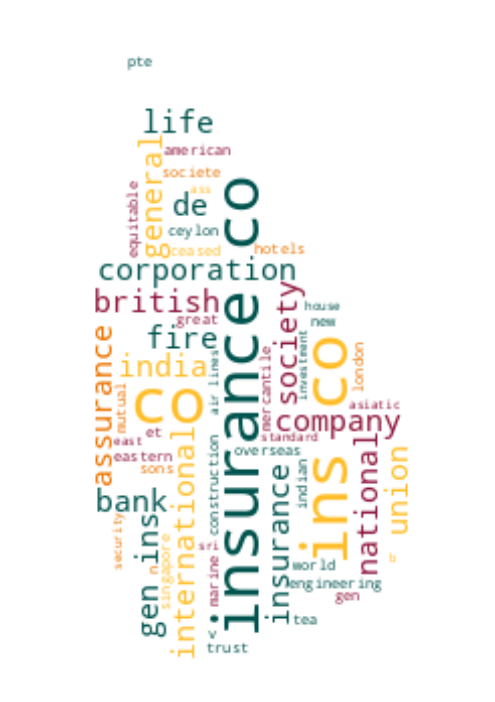 pte
life
american
general
societe
ass
equitable
de
ceylon
ceased
hotels
corporation
insurance co
british
great
society
house
new
fire
india
assurance
air lines
mercantile
investment
ins co
london
mutual
co
asiatic
company
et
east
eastern
sons
standard
overseas
international
construction
national
union
bank
insurance
indian
security
gen
ins
singapore
sri
marine
world
engineering
gen
tea
v
trust